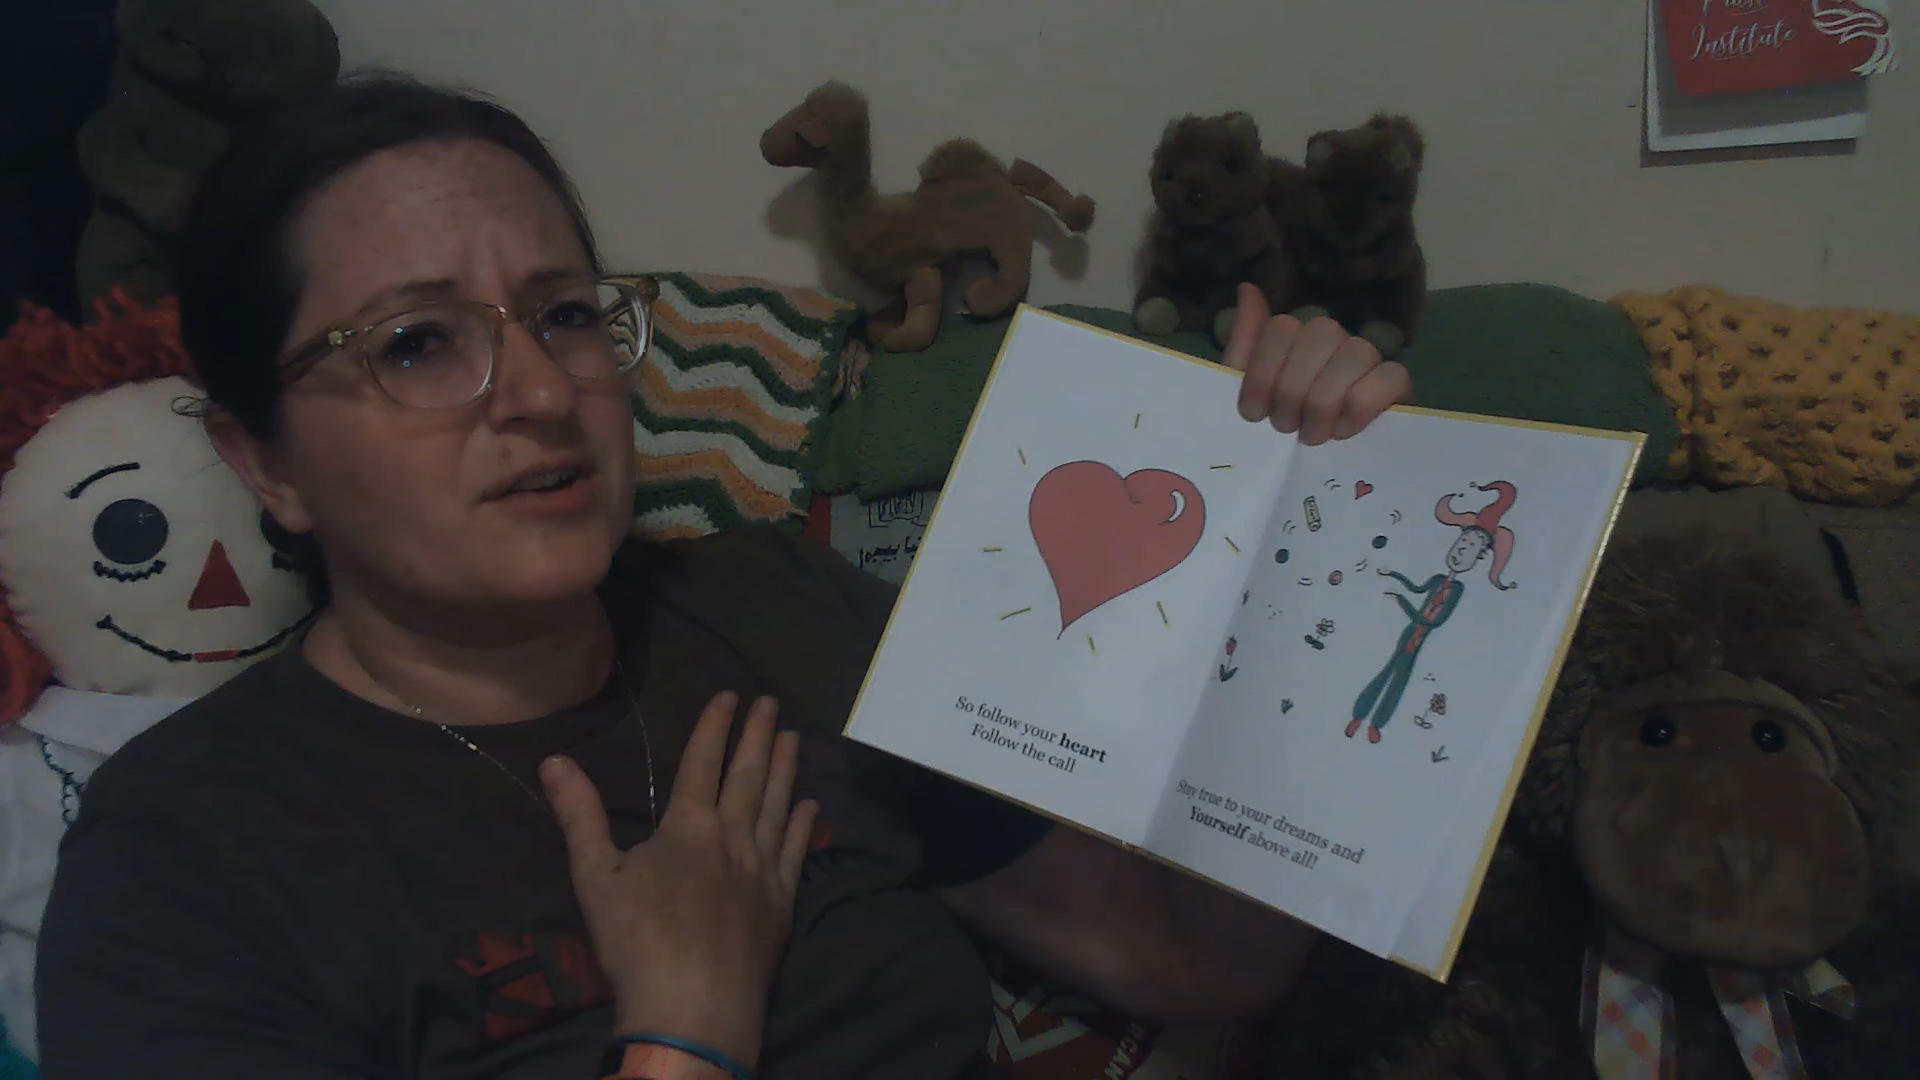 Institute
So follow your heart
Follow the call
Stay true to your dreams and
Yourself above all!